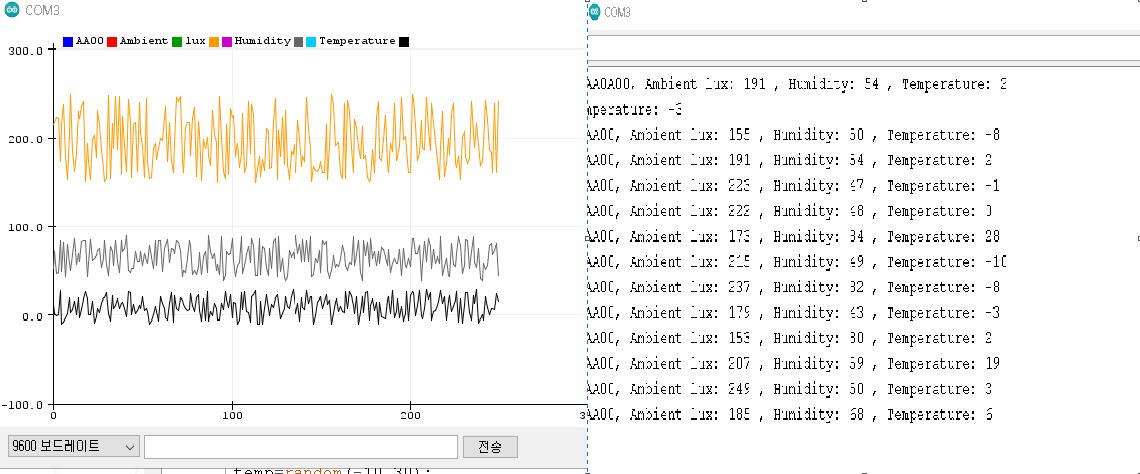 COM3
AA00 Ambient lux Humidity Temperature
300.0
200.0
100.0
0.0
-100.0
0 100 200
9600 보드레이트 전송
temp=random(-10,30);
COM3
AA0A00, Ambient lux: 191 , Humidity: 54 , Temperature: 2
mperature: -3
AA00, Ambient lux: 155 , Humidity: 50 , Temperature: -8
AA00, Ambient lux: 191 , Humidity: 54 , Temperature: 2
AA00, Ambient lux: 223 , Humidity: 47 , Temperature: -1
AA00, Ambient lux: 222 , Humidity: 48 , Temperature: 0
AA00, Ambient lux: 173 , Humidity: 84 , Temperature: 28
AA00, Ambient lux: 215 , Humidity: 49 , Temperature: -10
AA00, Ambient lux: 237 , Humidity: 82 , Temperature: -8
AA00, Ambient lux: 179 , Humidity: 43 , Temperature: -3
AA00, Ambient lux: 153 , Humidity: 80 , Temperature: 2
AA00, Ambient lux: 207 , Humidity: 59 , Temperature: 19
AA00, Ambient lux: 249 , Humidity: 50 , Temperature: 3
AA00, Ambient lux: 185 , Humidity: 68 , Temperature: 6